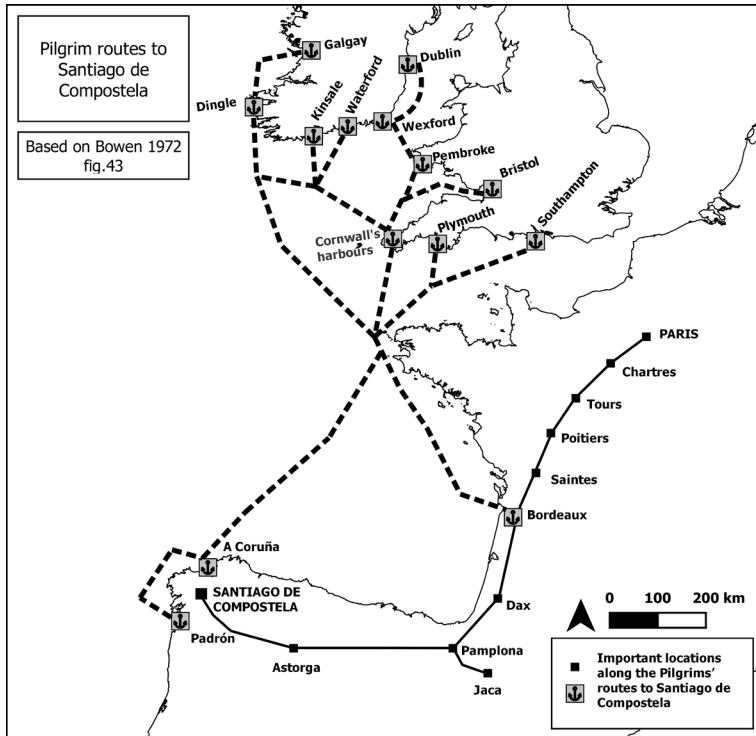 Pilgrim routes to
Santiago de
Compostela
Based on Bowen 1972
fig.43
Galgay
Dublin
Dingle
Kinsale
Waterford
Wexford
Pembroke
Bristol
Southampton
Plymouth
Cornwall's
harbours
PARIS
Chartres
Tours
Poitiers
Saintes
Bordeaux
A Coruña
SANTIAGO DE
COMPOSTELA
Padrón
Astorga
Pamplona
Dax
Jaca
0 100 200 km
Important locations
along the Pilgrims'
routes to Santiago de
Compostela